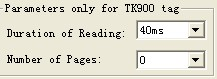 Parameters only for TK900 tag
Duration of Reading: 40ms
Number of Pages: 0